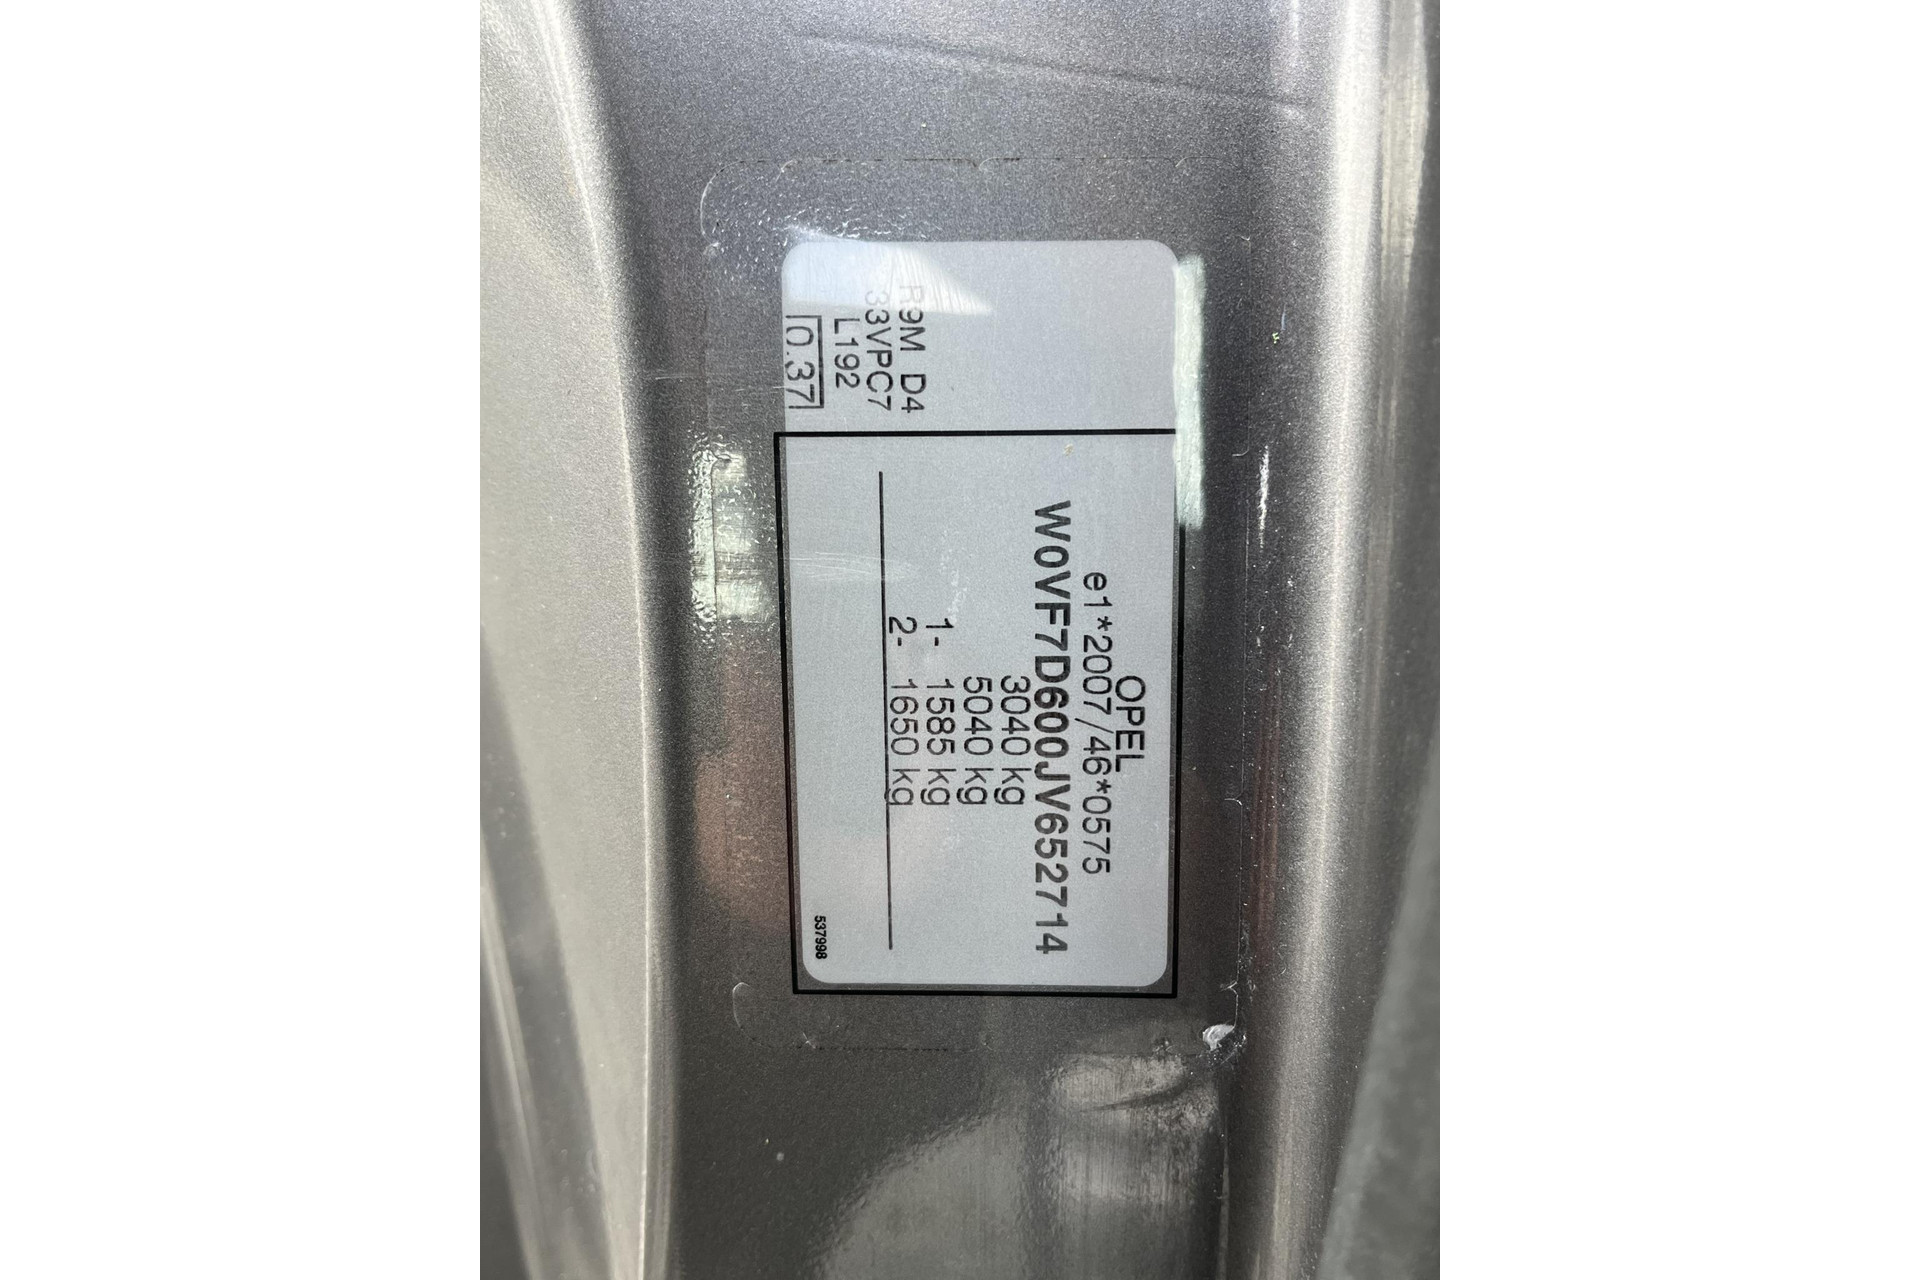 OPEL
e1*2007/46*0575
W0VF7D600JV652714
3040 kg
5040 kg
1- 1585 kg
2- 1650 kg
537998
R9M D4
33VPC7
L192
0.37